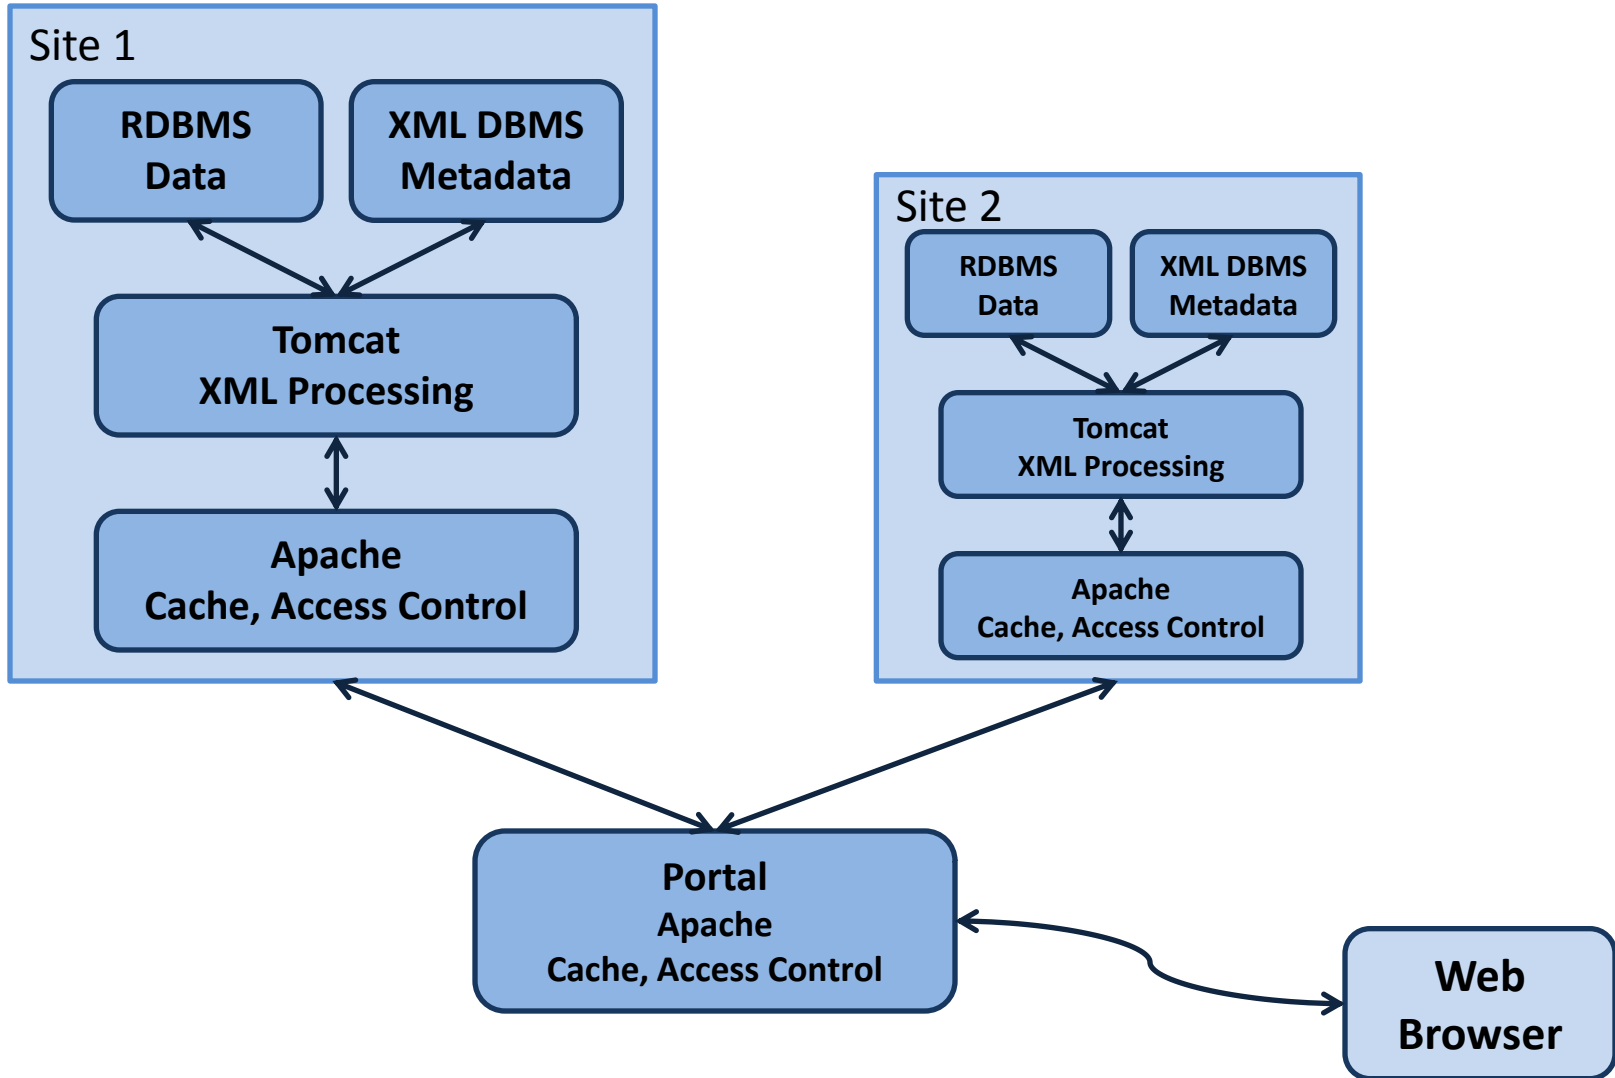 Site 1
RDBMS
Data
XML DBMS
Metadata
Tomcat
XML Processing
Apache
Cache, Access Control
Site 2
RDBMS
Data
XML DBMS
Metadata
Tomcat
XML Processing
Apache
Cache, Access Control
Portal
Apache
Cache, Access Control
Web
Browser